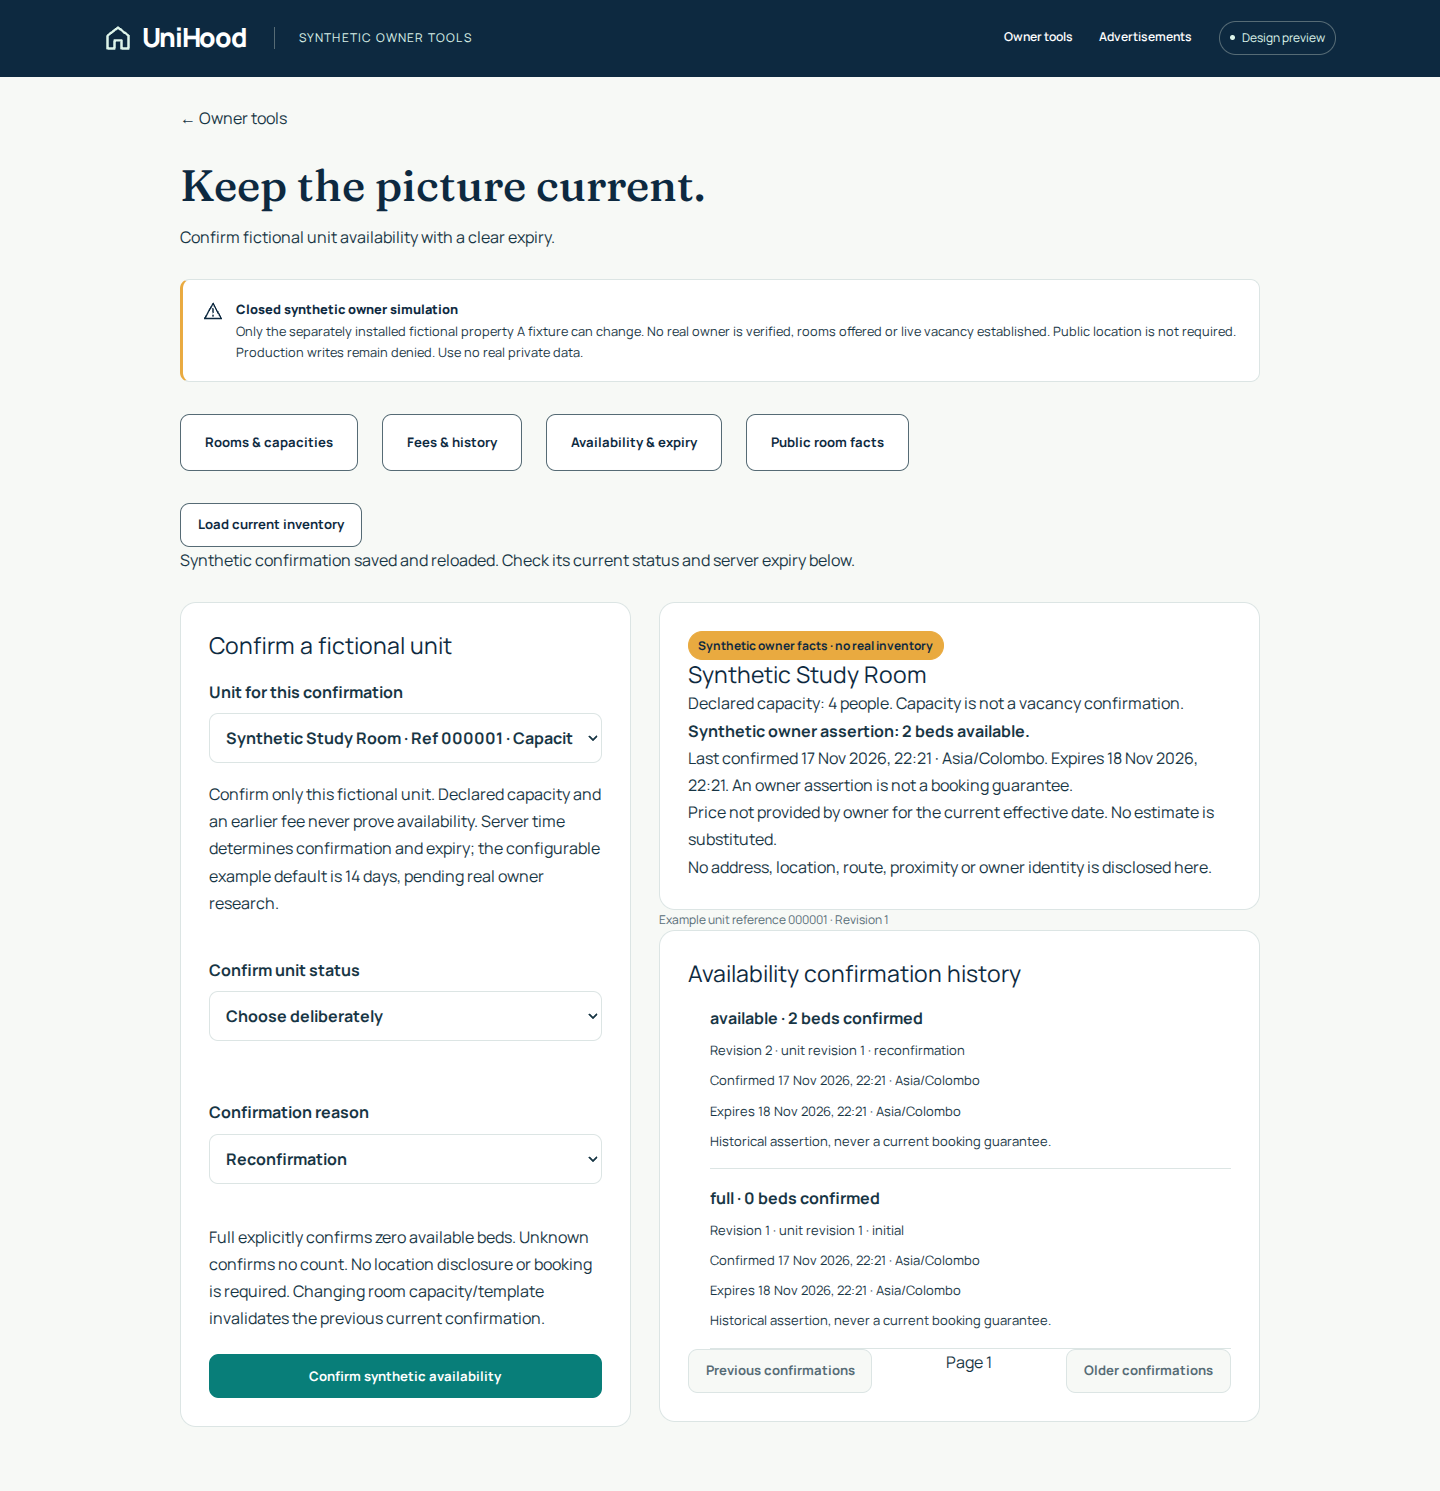 UniHood
SYNTHETIC OWNER TOOLS
Owner tools
Advertisements
Design preview
← Owner tools
Keep the picture current.
Confirm fictional unit availability with a clear expiry.
Closed synthetic owner simulation
Only the separately installed fictional property A fixture can change. No real owner is verified, rooms offered or live vacancy established. Public location is not required.
Production writes remain denied. Use no real private data.
Rooms & capacities
Fees & history
Availability & expiry
Public room facts
Load current inventory
Synthetic confirmation saved and reloaded. Check its current status and server expiry below.
Confirm a fictional unit
Unit for this confirmation
Synthetic Study Room · Ref 000001 · Capacit
Confirm only this fictional unit. Declared capacity and
an earlier fee never prove availability. Server time
determines confirmation and expiry; the configurable
example default is 14 days, pending real owner
research.
Confirm unit status
Choose deliberately
Confirmation reason
Reconfirmation
Full explicitly confirms zero available beds. Unknown
confirms no count. No location disclosure or booking
is required. Changing room capacity/template
invalidates the previous current confirmation.
Confirm synthetic availability
Synthetic owner facts · no real inventory
Synthetic Study Room
Declared capacity: 4 people. Capacity is not a vacancy confirmation.
Synthetic owner assertion: 2 beds available.
Last confirmed 17 Nov 2026, 22:21 · Asia/Colombo. Expires 18 Nov 2026,
22:21. An owner assertion is not a booking guarantee.
Price not provided by owner for the current effective date. No estimate is
substituted.
No address, location, route, proximity or owner identity is disclosed here.
Example unit reference 000001 · Revision 1
Availability confirmation history
available · 2 beds confirmed
Revision 2 · unit revision 1 · reconfirmation
Confirmed 17 Nov 2026, 22:21 · Asia/Colombo
Expires 18 Nov 2026, 22:21 · Asia/Colombo
Historical assertion, never a current booking guarantee.
full · 0 beds confirmed
Revision 1 · unit revision 1 · initial
Confirmed 17 Nov 2026, 22:21 · Asia/Colombo
Expires 18 Nov 2026, 22:21 · Asia/Colombo
Historical assertion, never a current booking guarantee.
Previous confirmations
Page 1
Older confirmations